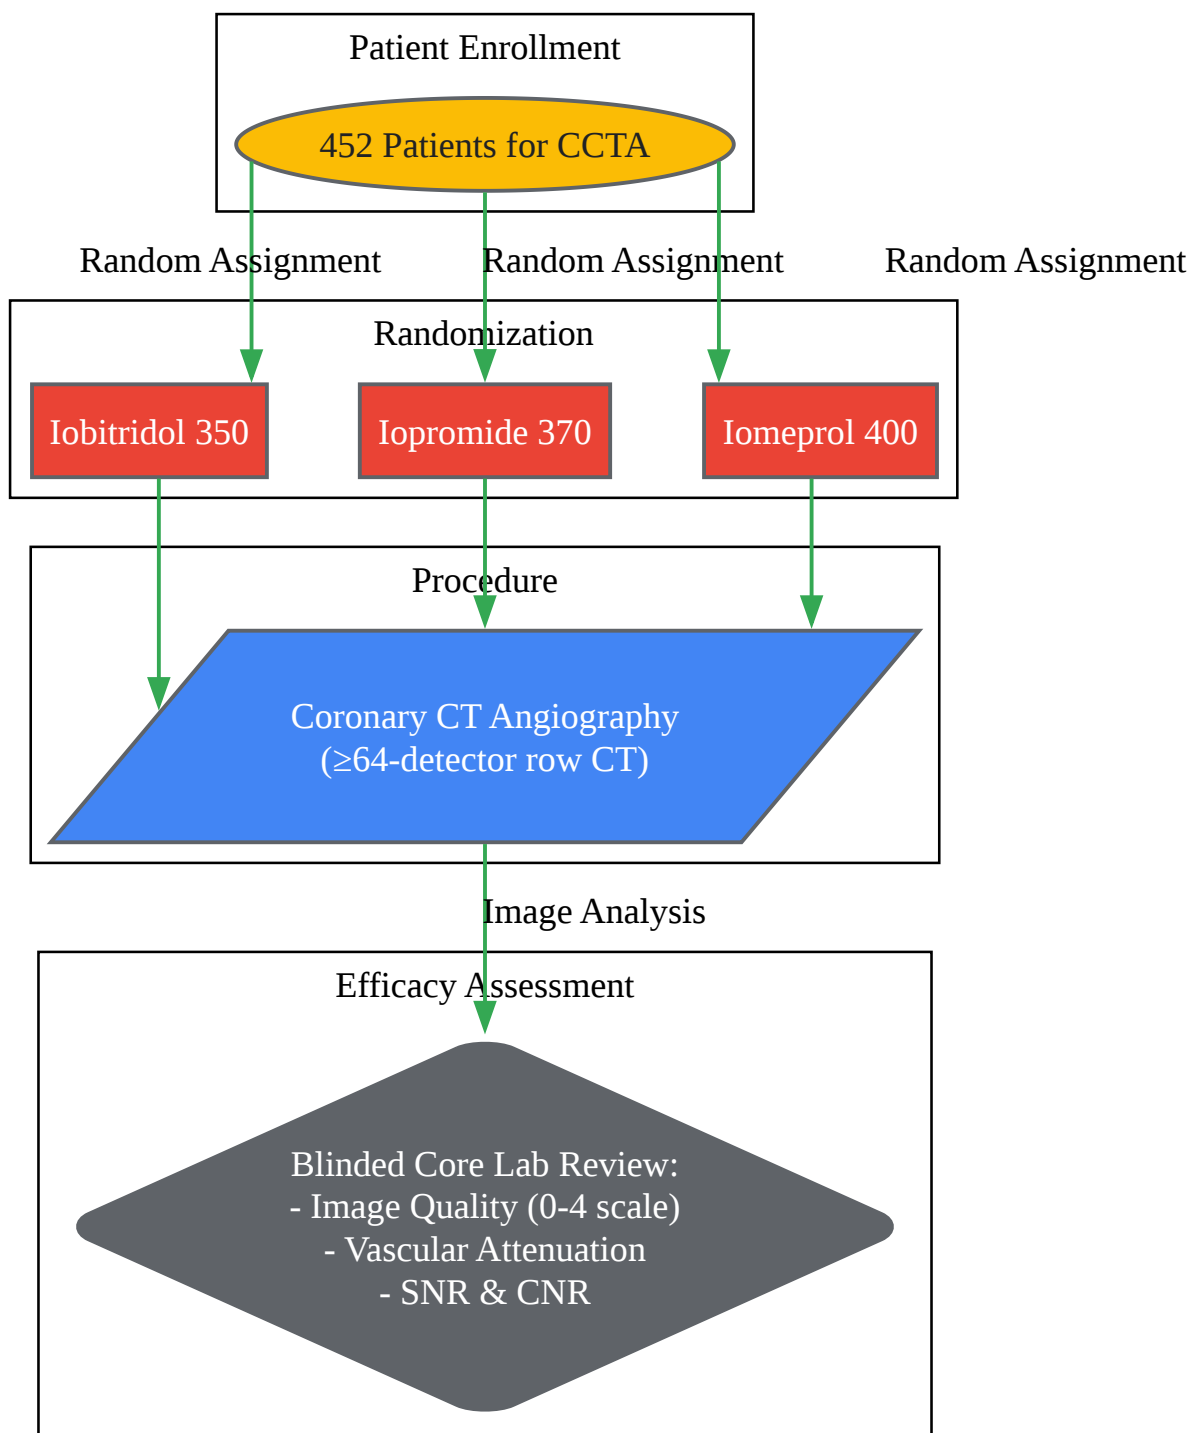 Patient Enrollment
452 Patients for CCTA
Random Assignment
Random Assignment
Random Assignment
Randomization
Iobitridol 350
Iopromide 370
Iomeprol 400
Procedure
Coronary CT Angiography
(≥64-detector row CT)
Image Analysis
Efficacy Assessment
Blinded Core Lab Review:
- Image Quality (0-4 scale)
- Vascular Attenuation
- SNR & CNR